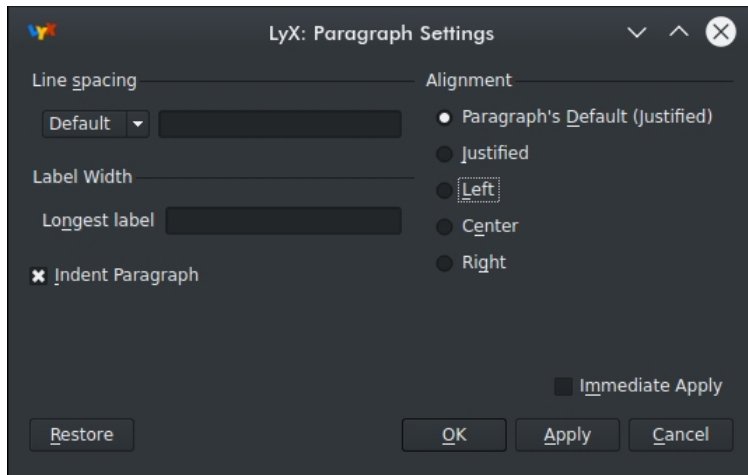 LyX: Paragraph Settings
Line spacing
Default
Label Width
Longest label
Indent Paragraph
Alignment
Paragraph's Default (Justified)
Justified
Left
Center
Right
Immediate Apply
Restore
OK
Apply
Cancel